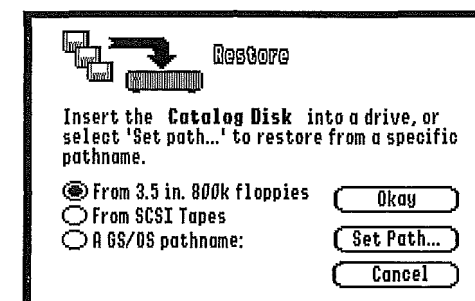 Restore
Insert the Catalog Disk into a drive, or
select 'Set path...' to restore from a specific
pathname.
From 3.5 in. 800k floppies
From SCSI Tapes
A GS/OS pathname:
Okay
Set Path...
Cancel